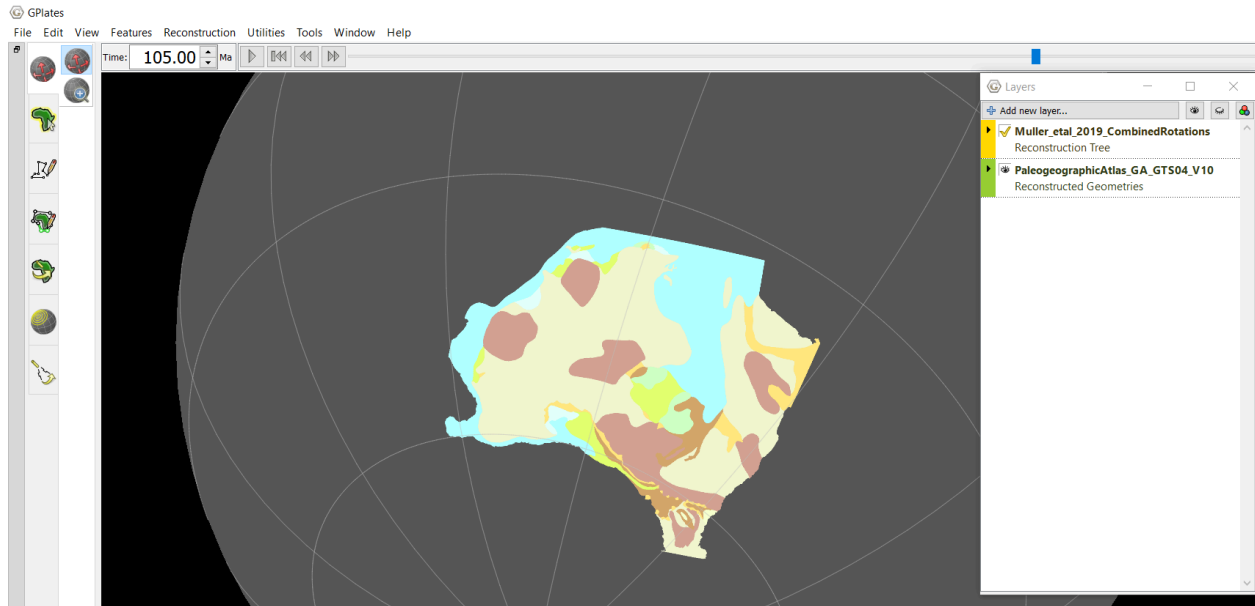 GPlates
File Edit View Features Reconstruction Utilities Tools Window Help
Time: 105.00 Ma
Layers
Add new layer...
Muller_etal_2019_CombinedRotations
Reconstruction Tree
PaleogeographicAtlas_GA_GTS04_V10
Reconstructed Geometries